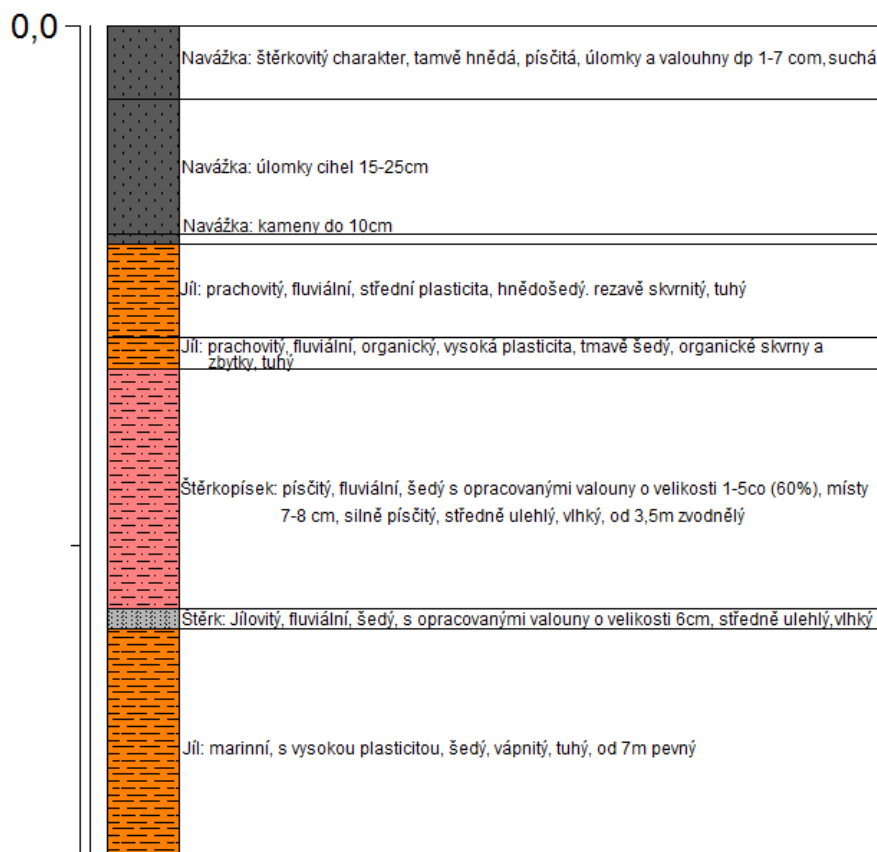 0,0
Navážka: štěrkovitý charakter, tamvě hnědá, písčitá, úlomky a valouhny dp 1-7 com, suchá
Navážka: úlomky cihel 15-25cm
Navážka: kameny do 10cm
Jíl: prachovitý, fluviální, střední plasticita, hnědošedý. rezavě skvrnitý, tuhý
Jíl: prachovitý, fluviální, organický, vysoká plasticita, tmavě šedý, organické skvrny a
zbytky, tuhý
Štěrkopísek: písčitý, fluviální, šedý s opracovanými valouny o velikosti 1-5co (60%), místy
7-8 cm, silně písčitý, středně ulehlý, vlhký, od 3,5m zvodnělý
Štěrk: Jílovitý, fluviální, šedý, s opracovanými valouny o velikosti 6cm, středně ulehlý,vlhký
Jíl: marinní, s vysokou plasticitou, šedý, vápnitý, tuhý, od 7m pevný